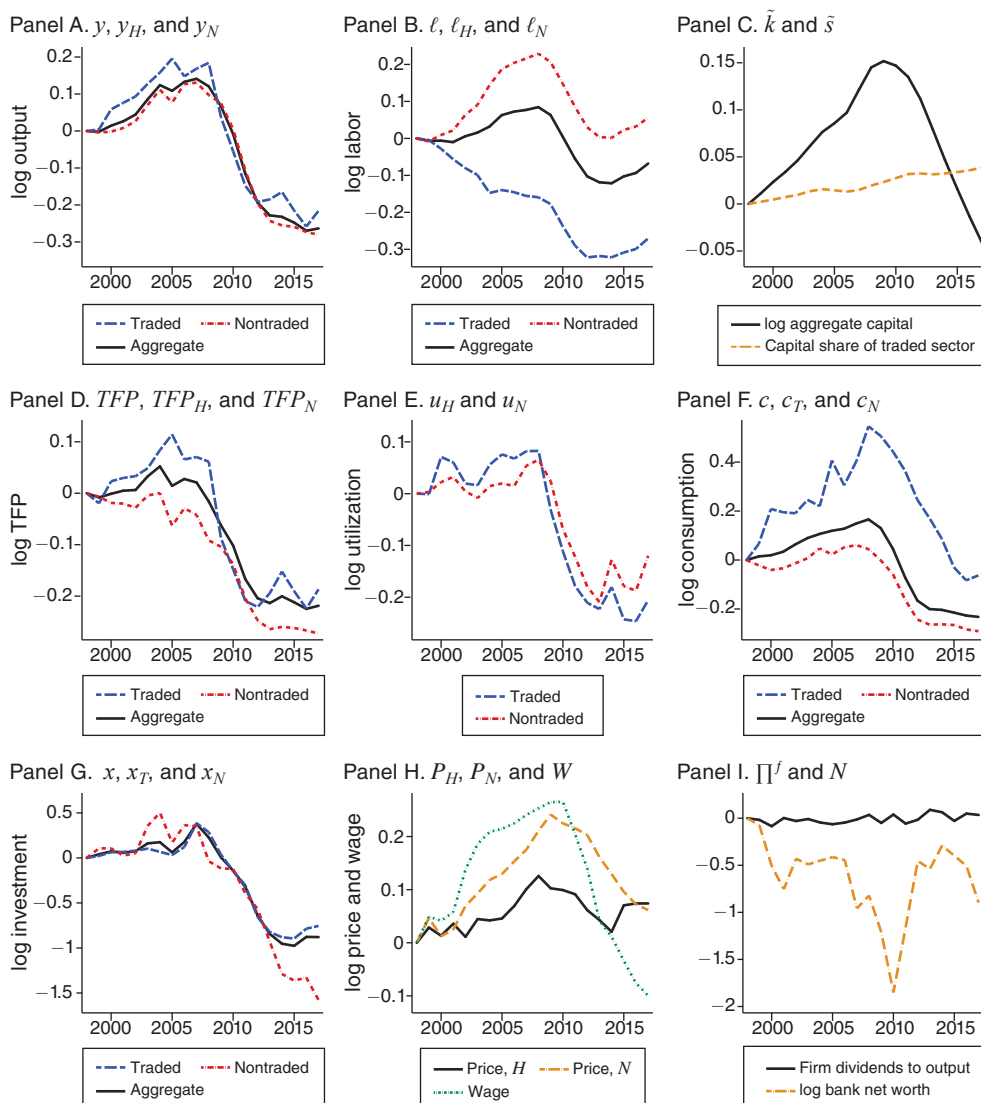 Panel A. y, y_H, and y_N
log output
0.2
0.1
0
−0.1
−0.2
−0.3
2000 2005 2010 2015
Traded Nontraded
Aggregate
Panel B. ℓ, ℓ_H, and ℓ_N
log labor
0.2
0.1
0
−0.1
−0.2
−0.3
2000 2005 2010 2015
Traded Nontraded
Aggregate
Panel C. k̃ and s̃
0.15
0.1
0.05
0
−0.05
2000 2005 2010 2015
log aggregate capital
Capital share of traded sector
Panel D. TFP, TFP_H, and TFP_N
log TFP
0.1
0
−0.1
−0.2
2000 2005 2010 2015
Traded Nontraded
Aggregate
Panel E. u_H and u_N
log utilization
0.1
0
−0.1
−0.2
2000 2005 2010 2015
Traded
Nontraded
Panel F. c, c_T, and c_N
log consumption
0.4
0.2
0
−0.2
2000 2005 2010 2015
Traded Nontraded
Aggregate
Panel G. x, x_T, and x_N
log investment
0.5
0
−0.5
−1
−1.5
2000 2005 2010 2015
Traded Nontraded
Aggregate
Panel H. P_H, P_N, and W
log price and wage
0.2
0.1
0
−0.1
2000 2005 2010 2015
Price, H Price, N
Wage
Panel I. Π^f and N
0
−0.5
−1
−1.5
−2
2000 2005 2010 2015
Firm dividends to output
log bank net worth